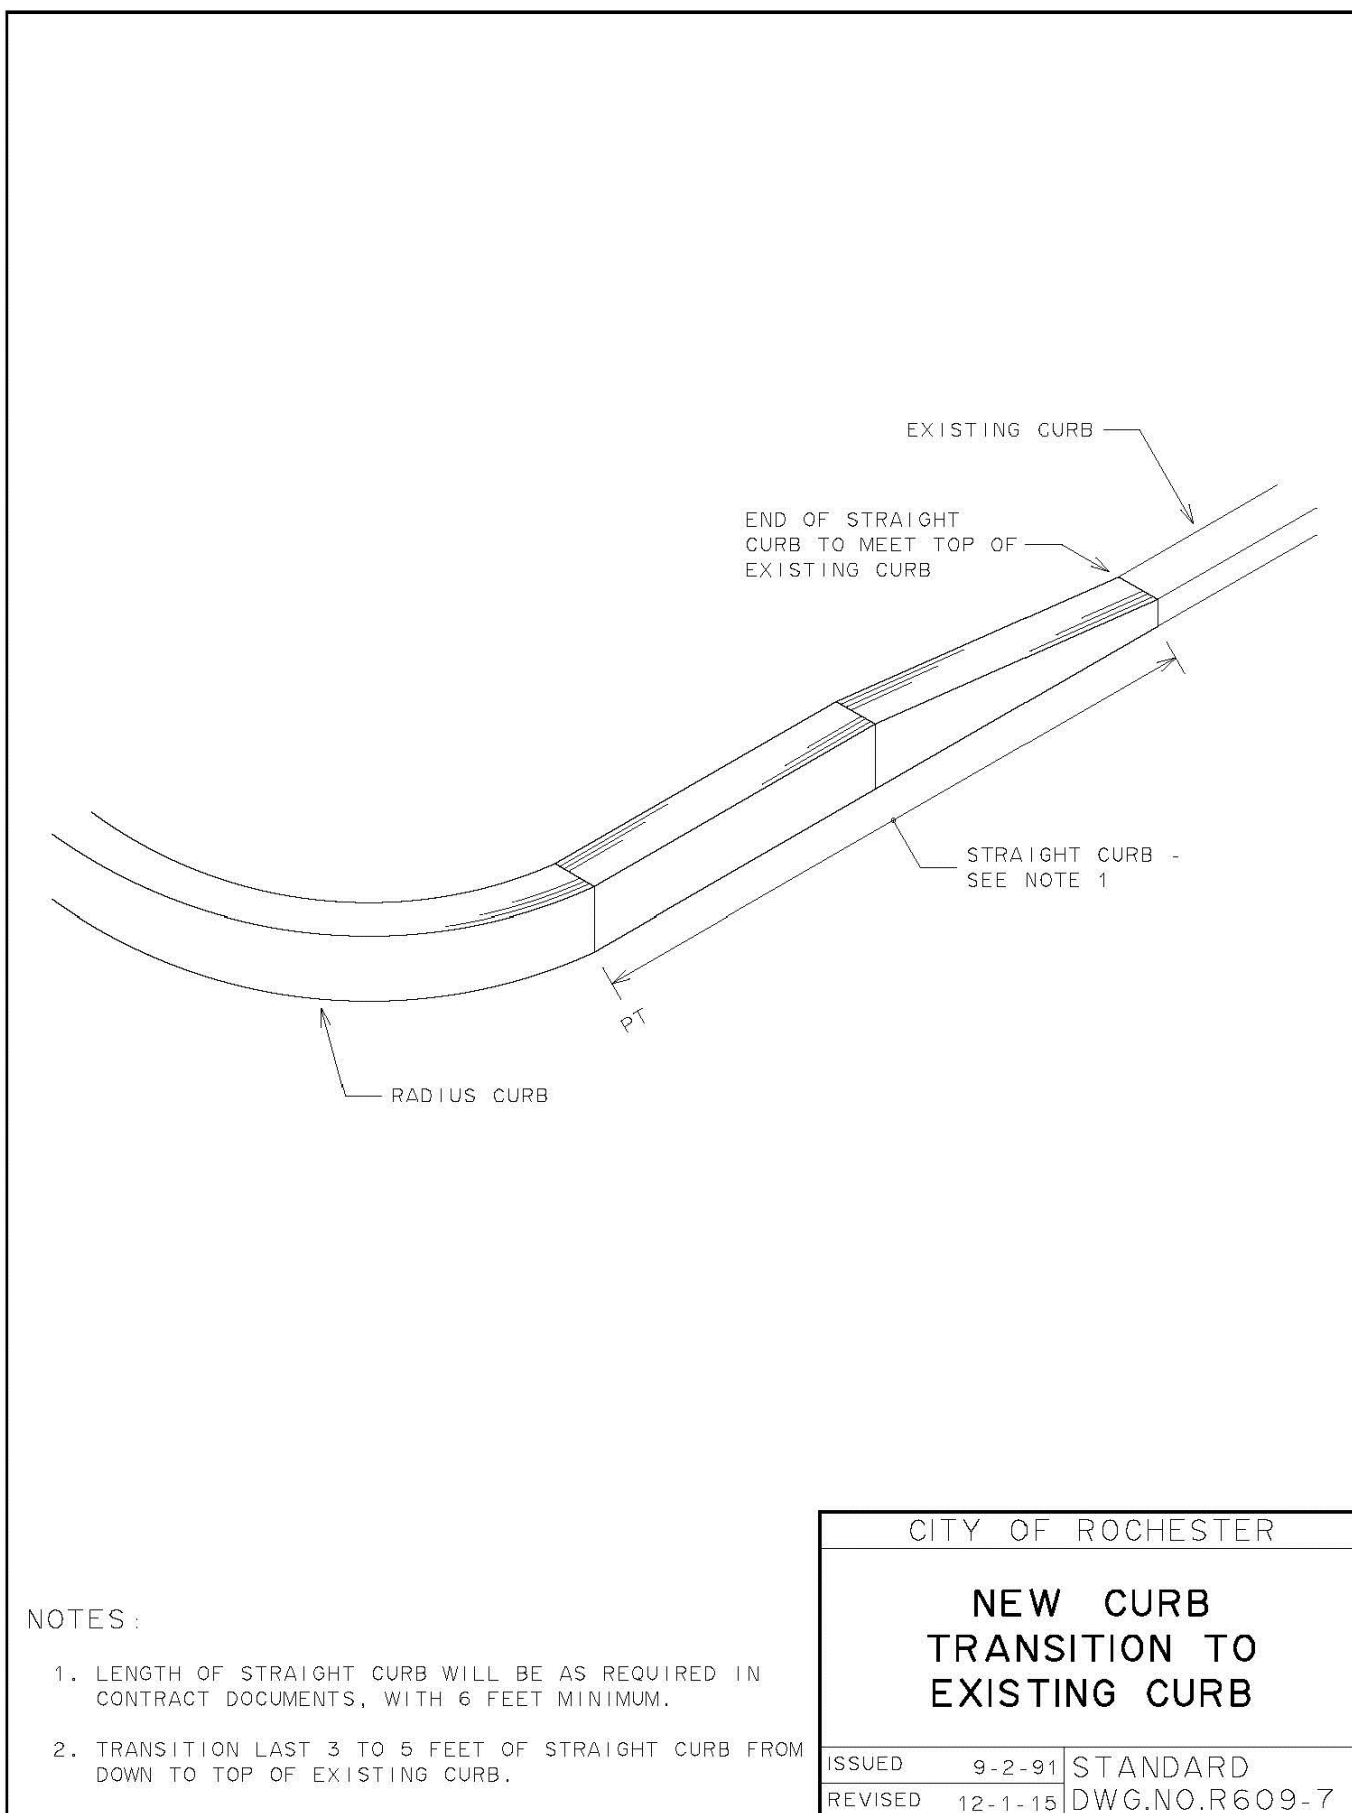 EXISTING CURB
END OF STRAIGHT
CURB TO MEET TOP OF
EXISTING CURB
STRAIGHT CURB -
SEE NOTE 1
PT
RADIUS CURB
NOTES:
1. LENGTH OF STRAIGHT CURB WILL BE AS REQUIRED IN
CONTRACT DOCUMENTS, WITH 6 FEET MINIMUM.
2. TRANSITION LAST 3 TO 5 FEET OF STRAIGHT CURB FROM
DOWN TO TOP OF EXISTING CURB.
CITY OF ROCHESTER
NEW CURB
TRANSITION TO
EXISTING CURB
ISSUED 9-2-91
REVISED 12-1-15
STANDARD
DWG.NO.R609-7